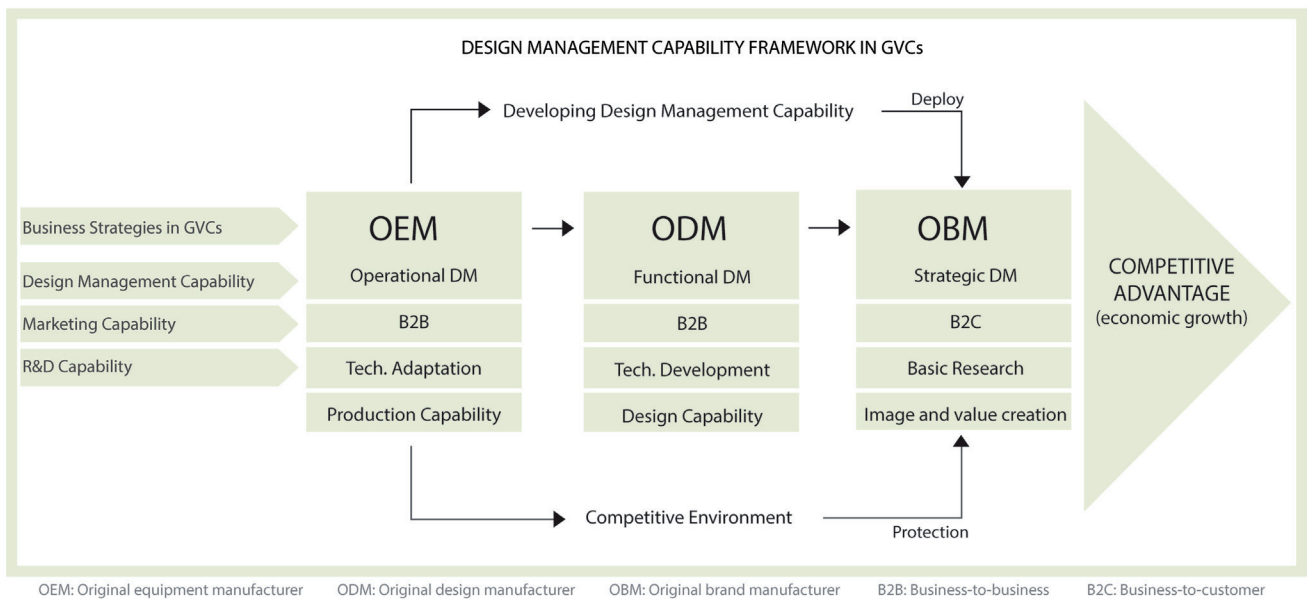 DESIGN MANAGEMENT CAPABILITY FRAMEWORK IN GVCs
Developing Design Management Capability
Deploy
Business Strategies in GVCs
Design Management Capability
Marketing Capability
R&D Capability
OEM
Operational DM
B2B
Tech. Adaptation
Production Capability
ODM
Functional DM
B2B
Tech. Development
Design Capability
OBM
Strategic DM
B2C
Basic Research
Image and value creation
COMPETITIVE
ADVANTAGE
(economic growth)
Competitive Environment
Protection
OEM: Original equipment manufacturer
ODM: Original design manufacturer
OBM: Original brand manufacturer
B2B: Business-to-business
B2C: Business-to-customer